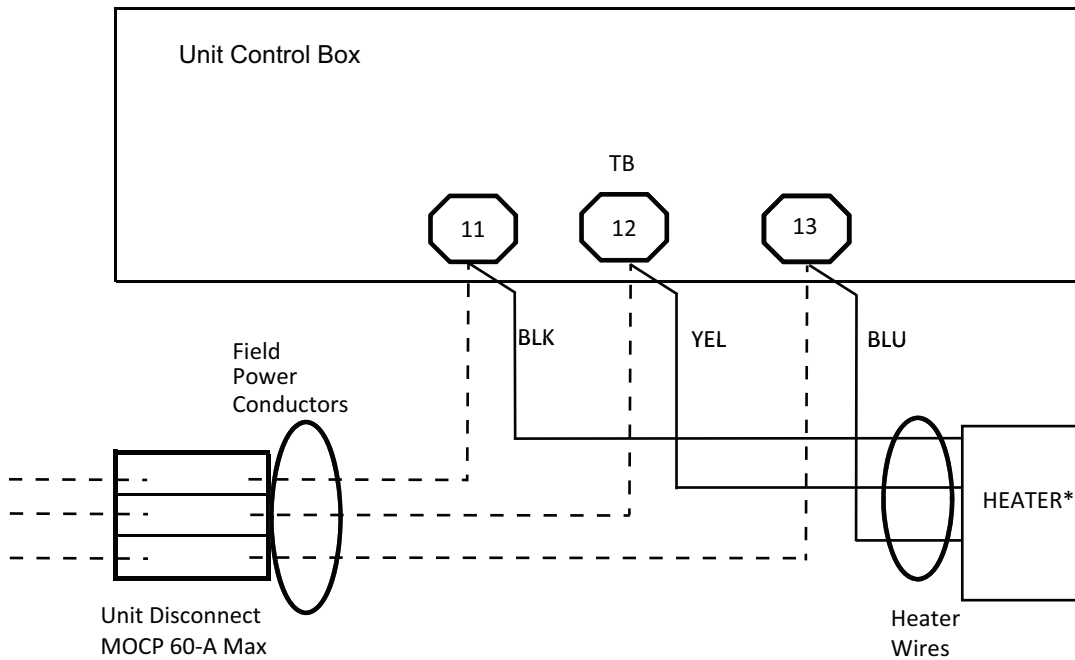 Unit Control Box
TB
11
12
13
BLK
YEL
BLU
Field
Power
Conductors
HEATER*
Unit Disconnect
MOCP 60-A Max
Heater
Wires